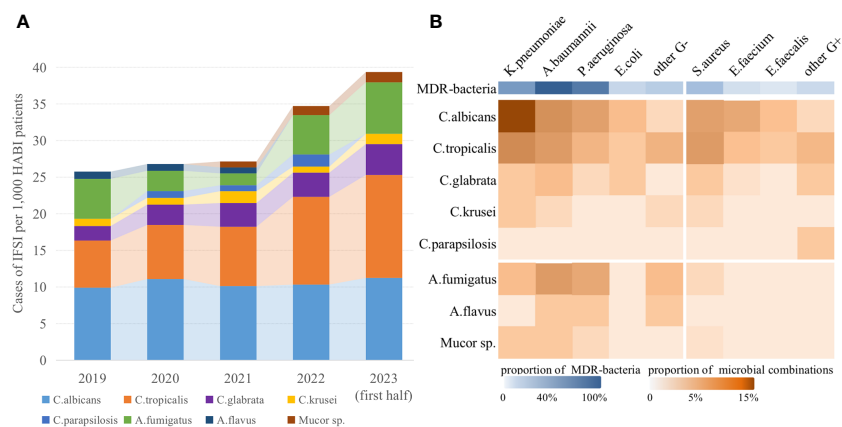 A
Cases of IFSI per 1,000 HABI patients
40
35
30
25
20
15
10
5
0
2019
2020
2021
2022
2023
(first half)
C.albicans
C.tropicalis
C.glabrata
C.krusei
C.parapsilosis
A.fumigatus
A.flavus
Mucor sp.
B
K.pneumoniae
A.baumannii
P.aeruginosa
E.coli
other G-
S.aureus
E.faecium
E.faecalis
other G+
MDR-bacteria
C.albicans
C.tropicalis
C.glabrata
C.krusei
C.parapsilosis
A.fumigatus
A.flavus
Mucor sp.
proportion of MDR-bacteria
0 40% 100%
proportion of microbial combinations
0 5% 15%